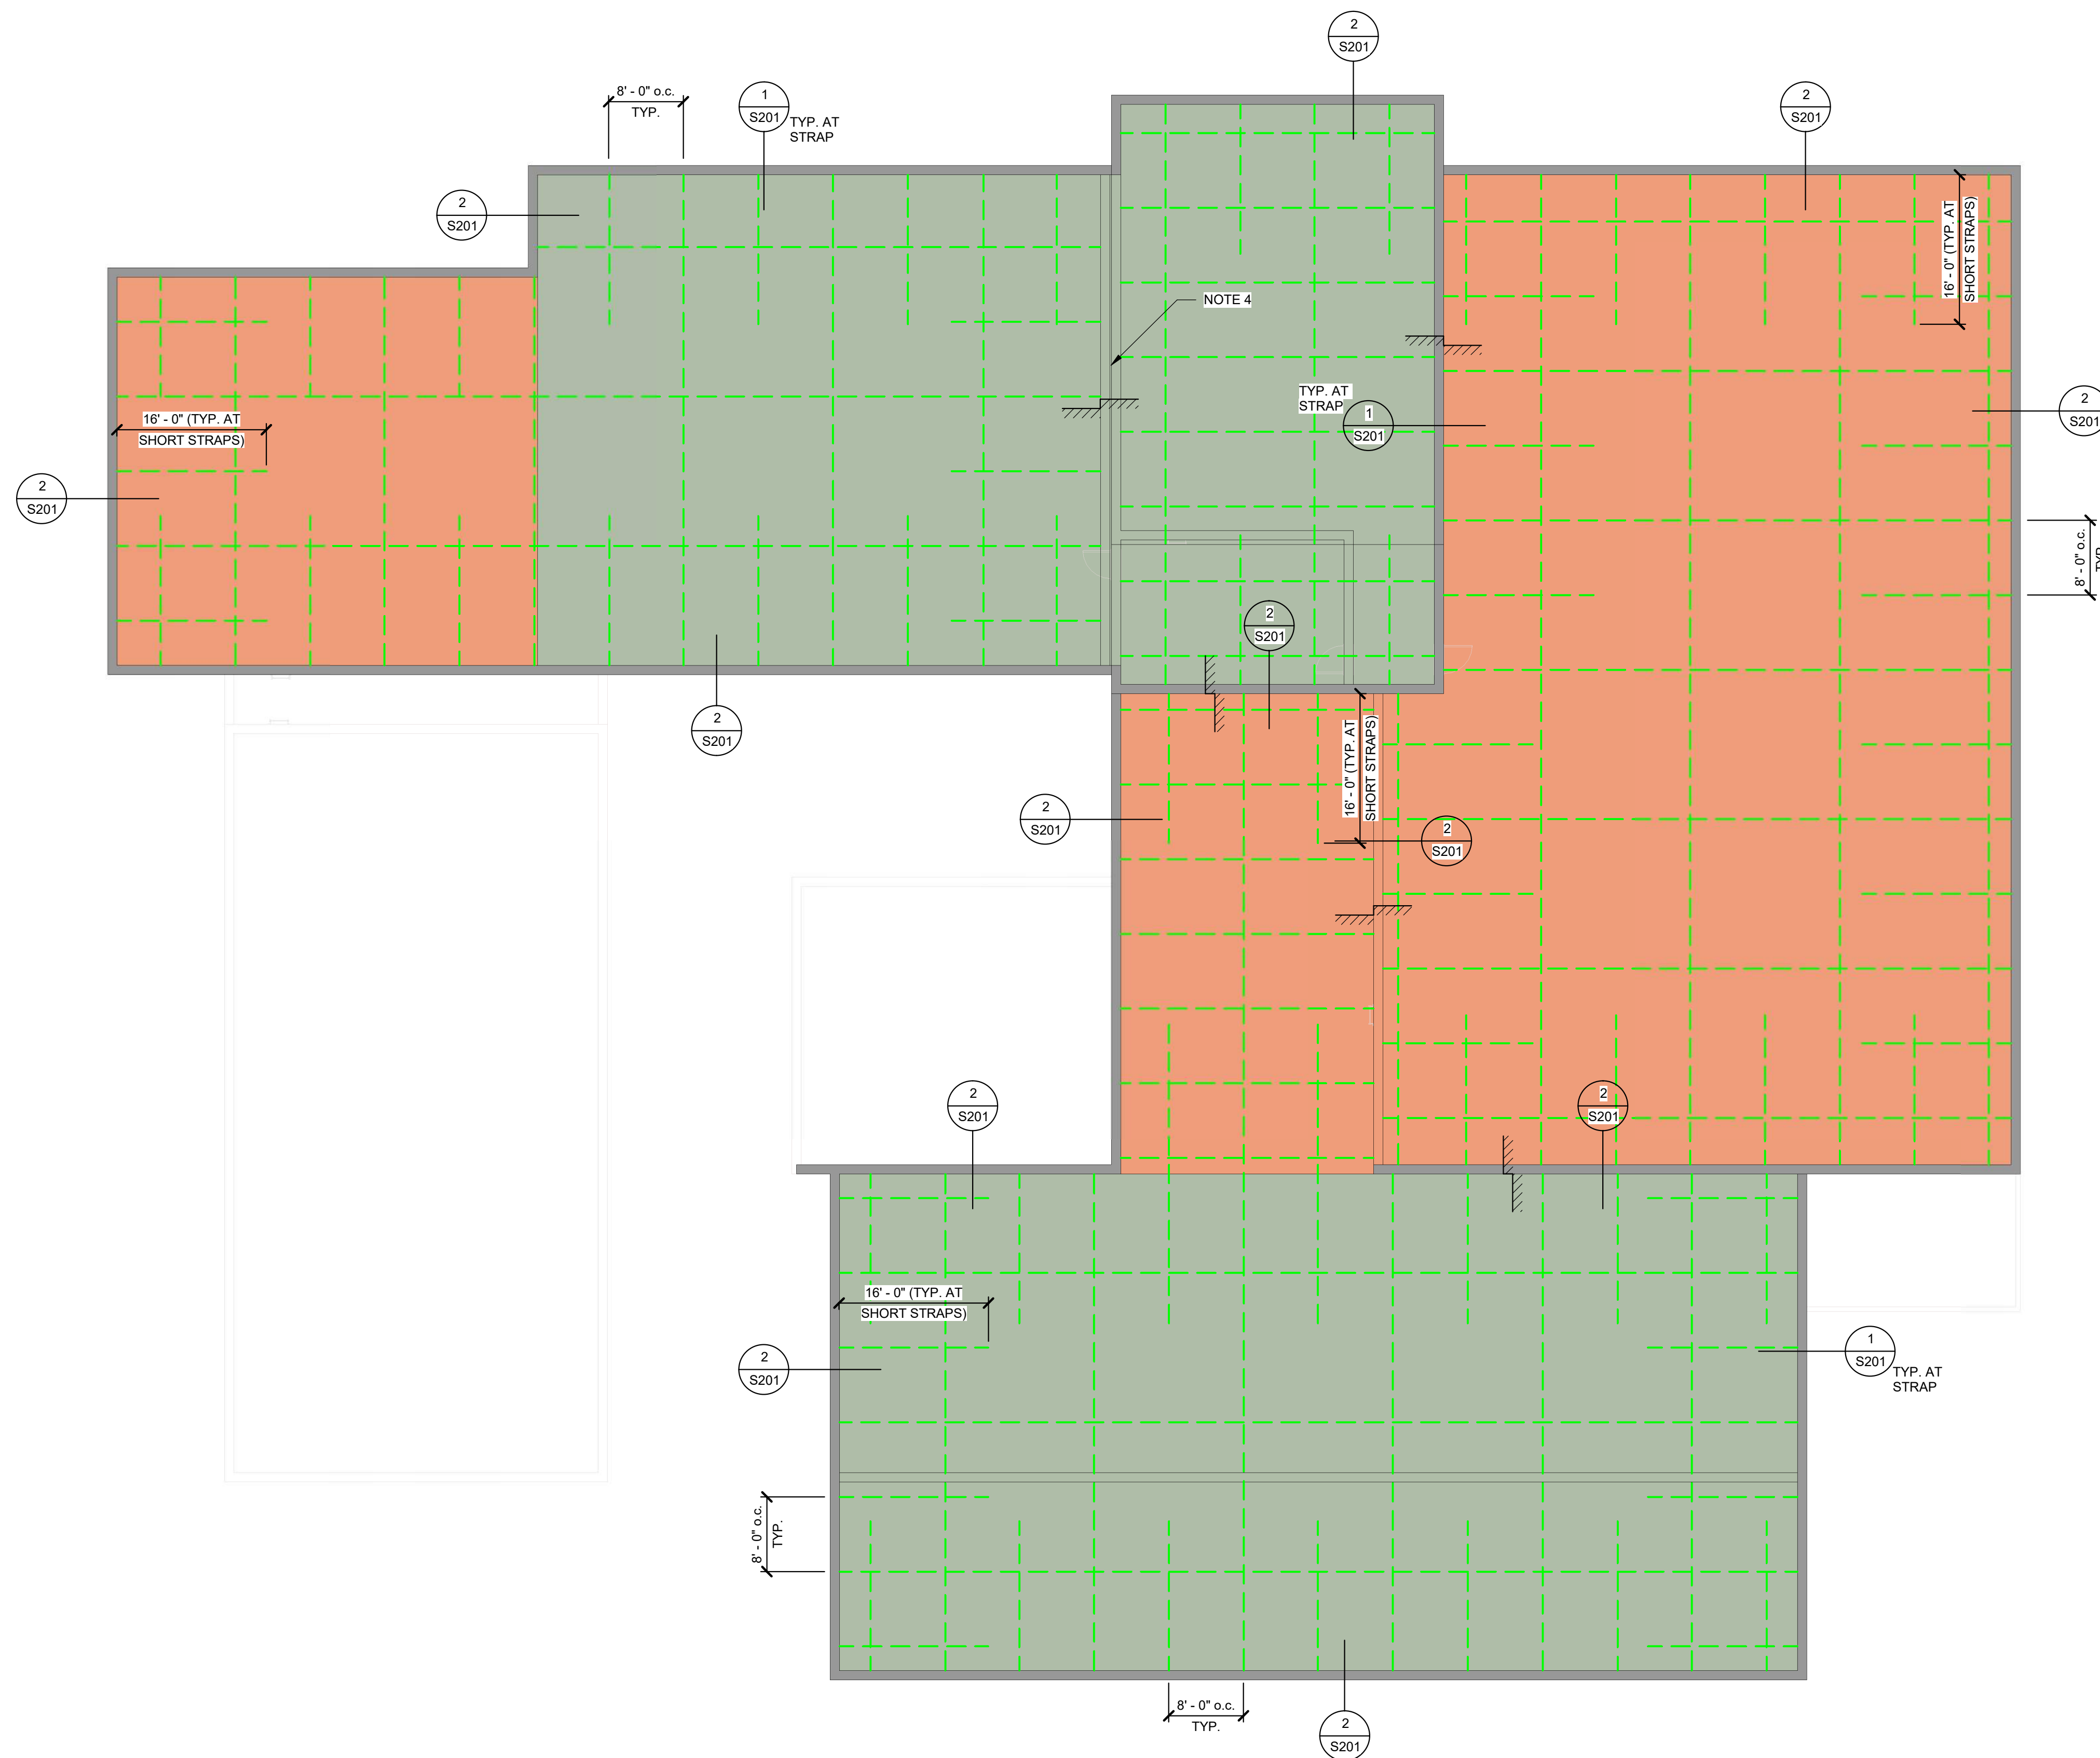 2
S201
8' - 0" o.c.
TYP.
1
S201
TYP. AT
STRAP
2
S201
2
S201
16' - 0" (TYP. AT
SHORT STRAPS)
NOTE 4
TYP. AT
STRAP
1
S201
2
S201
16' - 0" (TYP. AT
SHORT STRAPS)
2
S201
8' - 0" o.c.
2
S201
2
S201
16' - 0" (TYP. AT
SHORT STRAPS)
2
S201
2
S201
2
S201
2
S201
16' - 0" (TYP. AT
SHORT STRAPS)
2
S201
1
S201
TYP. AT
STRAP
8' - 0" o.c.
TYP.
8' - 0" o.c.
TYP.
2
S201